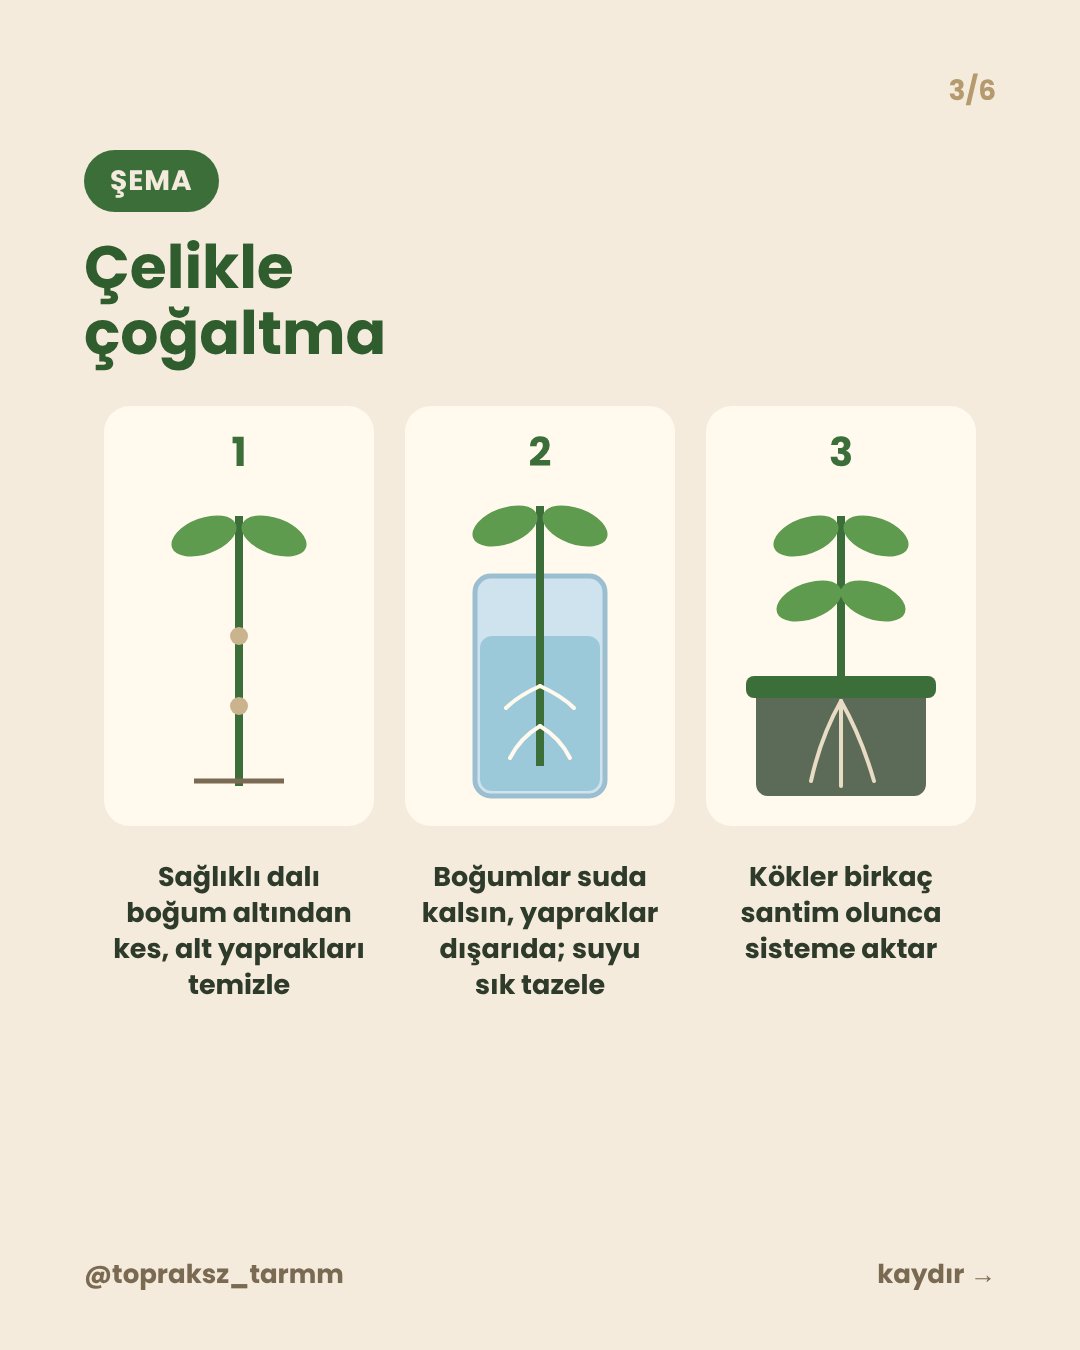 3/6
ŞEMA
Çelikle
çoğaltma
1
2
3
Sağlıklı dalı
boğum altından
kes, alt yaprakları
temizle
Boğumlar suda
kalsın, yapraklar
dışarıda; suyu
sık tazele
Kökler birkaç
santim olunca
sisteme aktar
@topraksz_tarmm
kaydır →